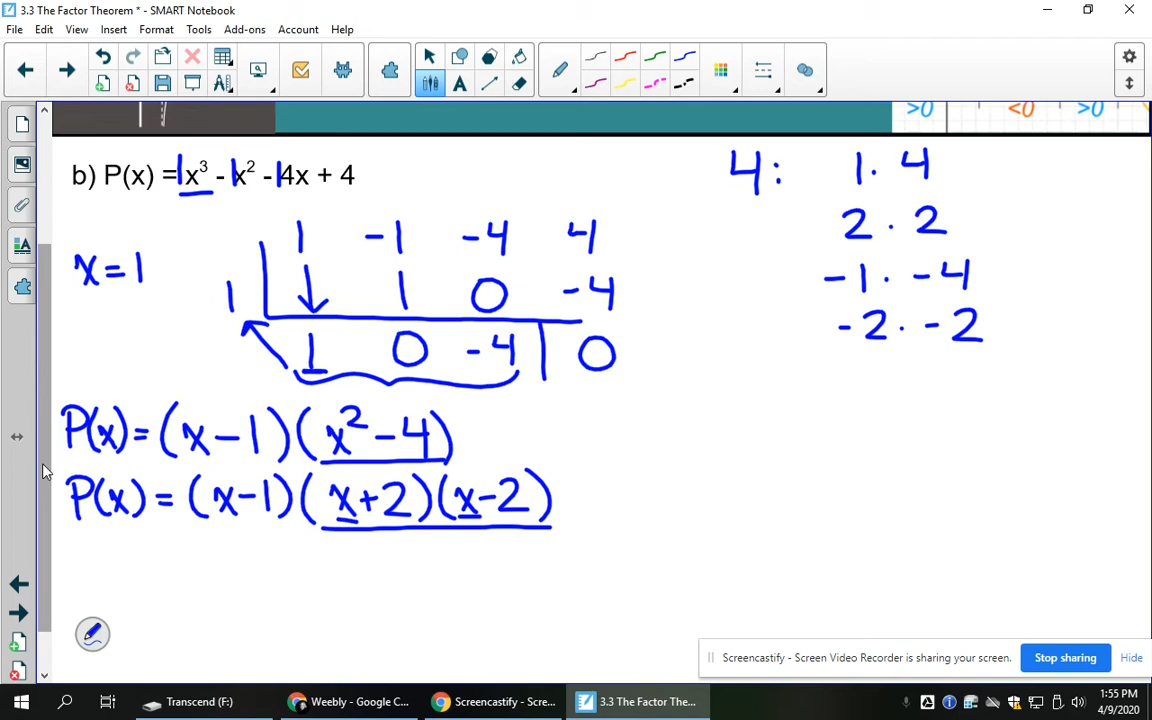 3.3 The Factor Theorem * - SMART Notebook
File Edit View Insert Format Tools Add-ons Account Help
>0 <0 >0
b) P(x) = 1x³ - 1x² - 4x + 4
4: 1 · 4
2 · 2
-1 · -4
-2 · -2
1 -1 -4 4
x = 1
1 1 0 -4
1 0 -4 0
P(x) = (x - 1)(x² - 4)
P(x) = (x - 1)(x + 2)(x - 2)
Screencastify - Screen Video Recorder is sharing your screen. Stop sharing Hide
Transcend (F:) Weebly - Google C... Screencastify - Scree... 3.3 The Factor The... 1:55 PM
4/9/2020